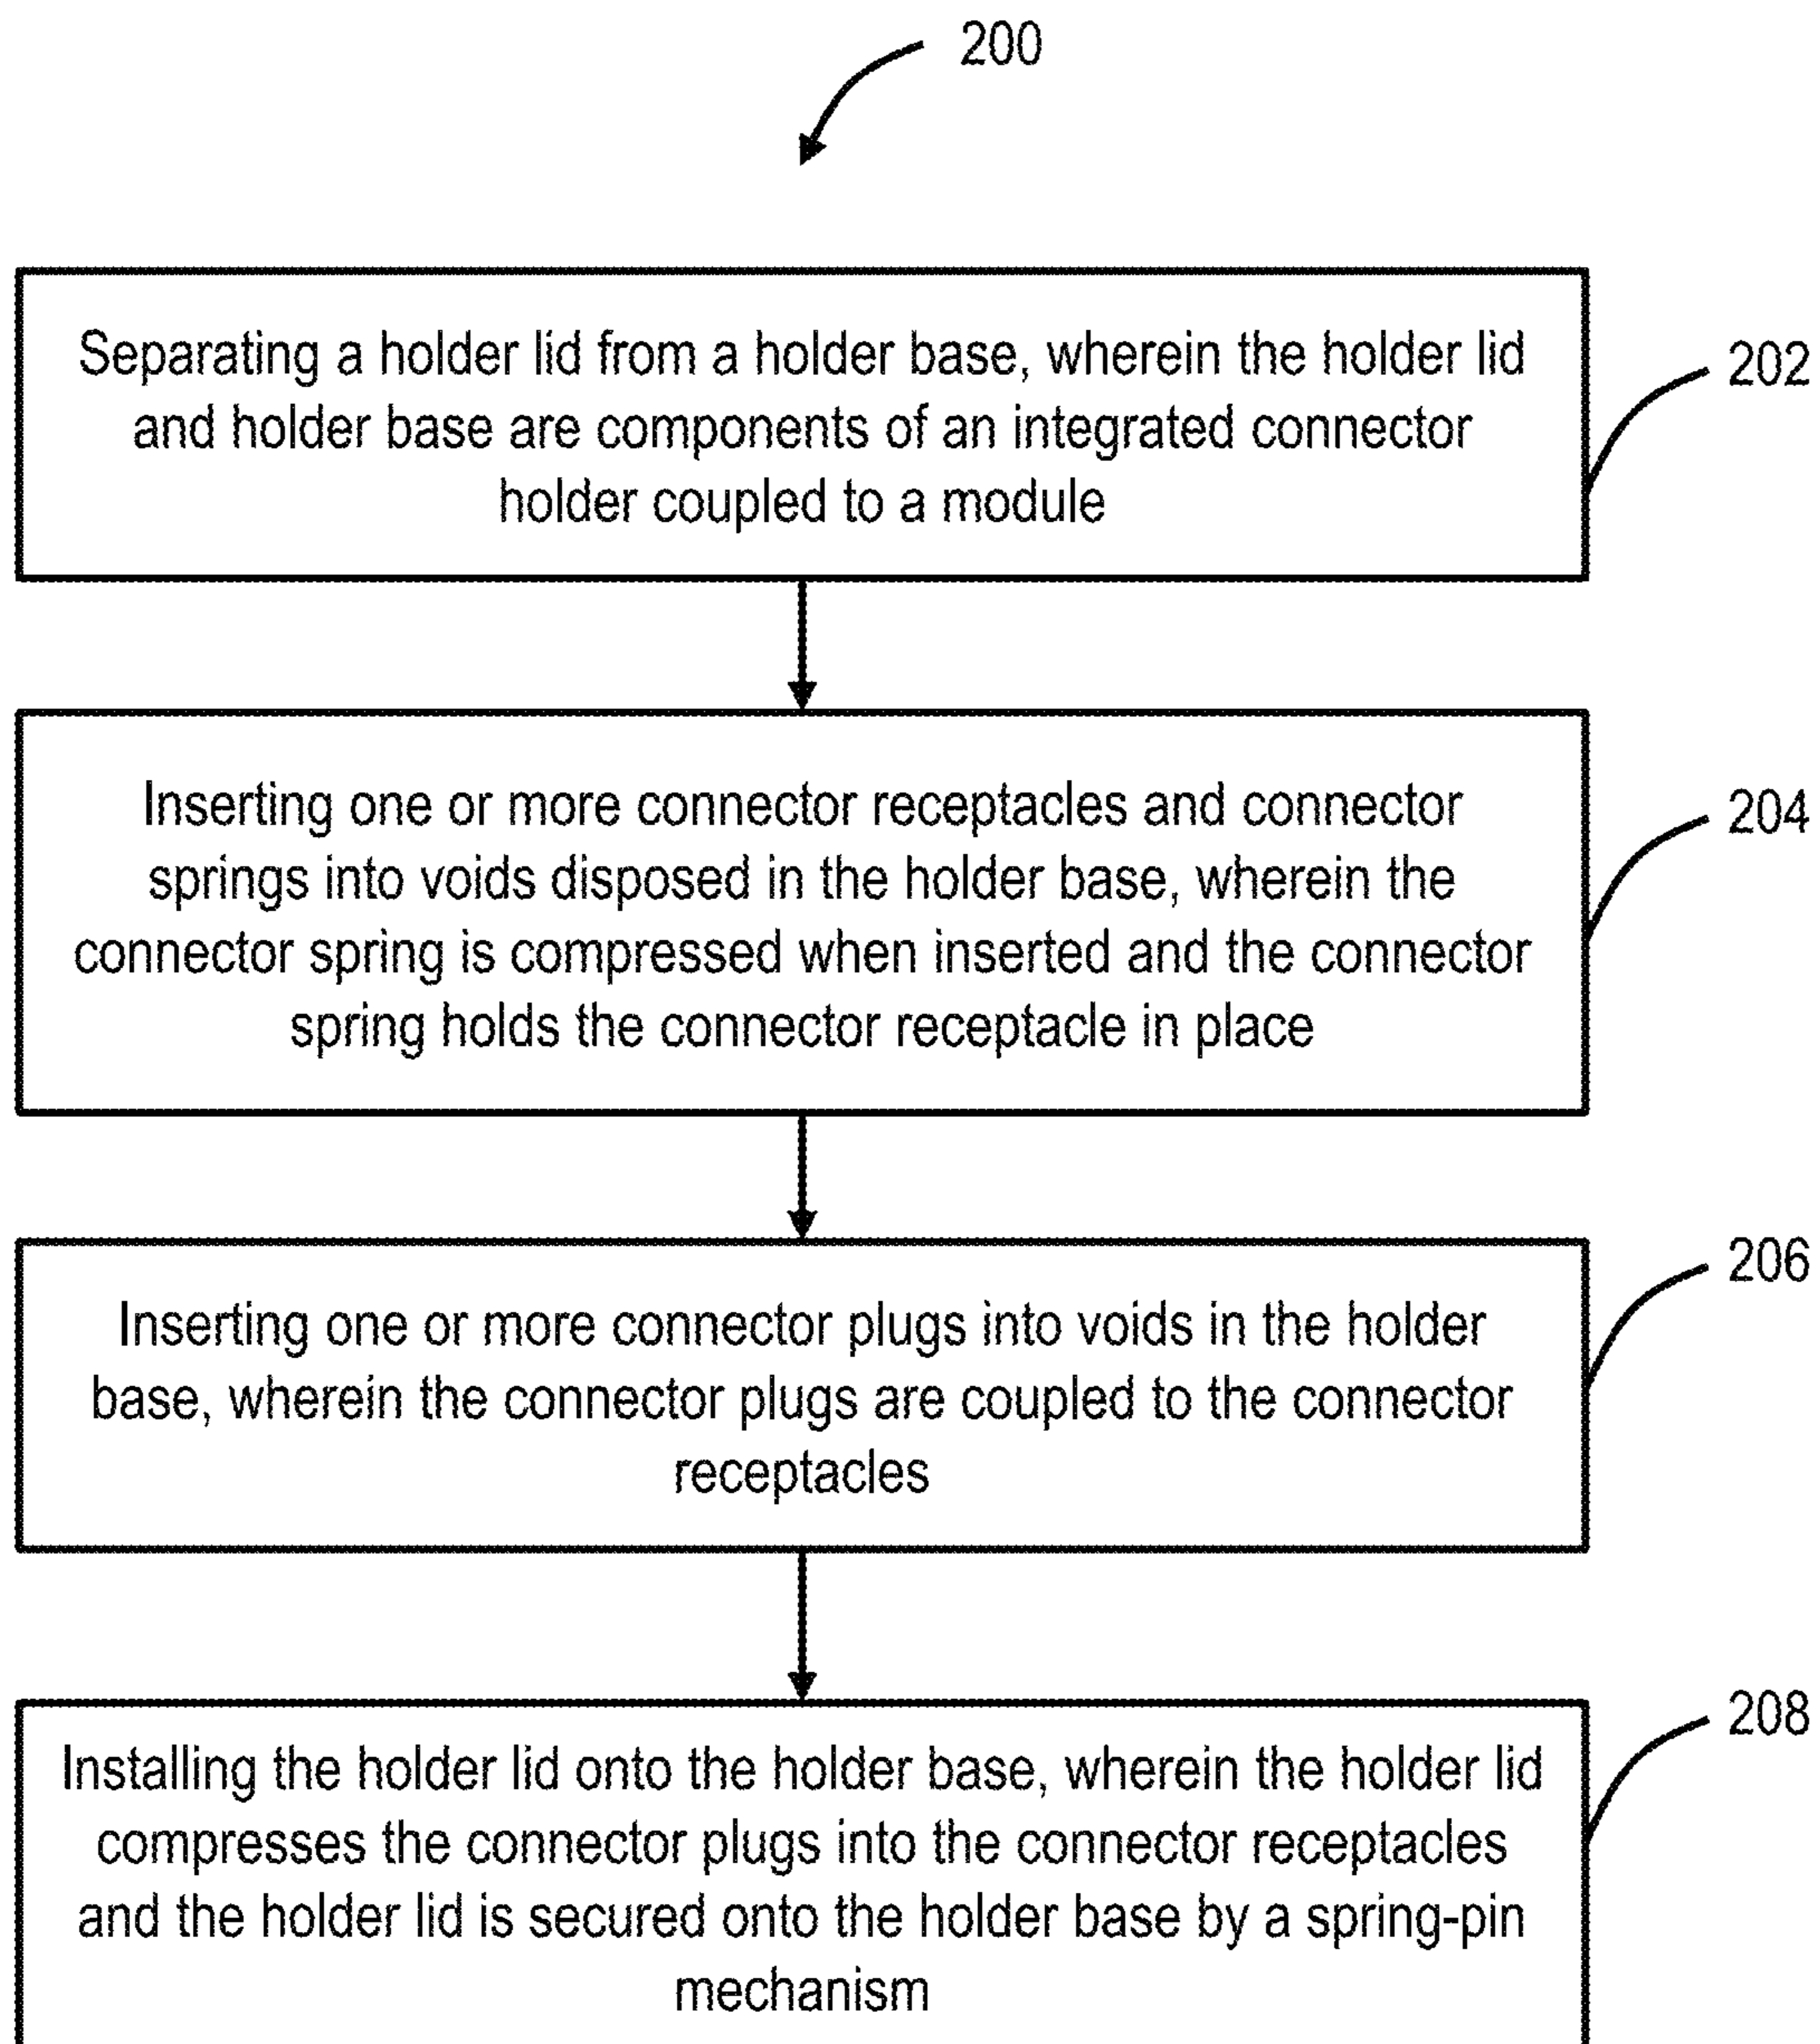 200
Separating a holder lid from a holder base, wherein the holder lid
and holder base are components of an integrated connector
holder coupled to a module
202
Inserting one or more connector receptacles and connector
springs into voids disposed in the holder base, wherein the
connector spring is compressed when inserted and the connector
spring holds the connector receptacle in place
204
Inserting one or more connector plugs into voids in the holder
base, wherein the connector plugs are coupled to the connector
receptacles
206
Installing the holder lid onto the holder base, wherein the holder lid
compresses the connector plugs into the connector receptacles
and the holder lid is secured onto the holder base by a spring-pin
mechanism
208